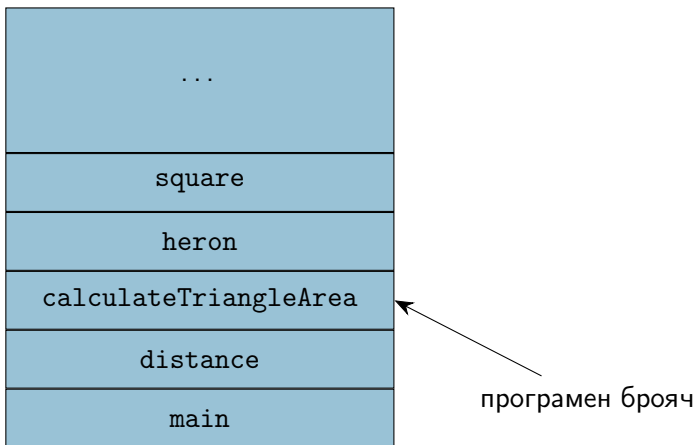 ...
square
heron
calculateTriangleArea
distance
main
програмен брояч